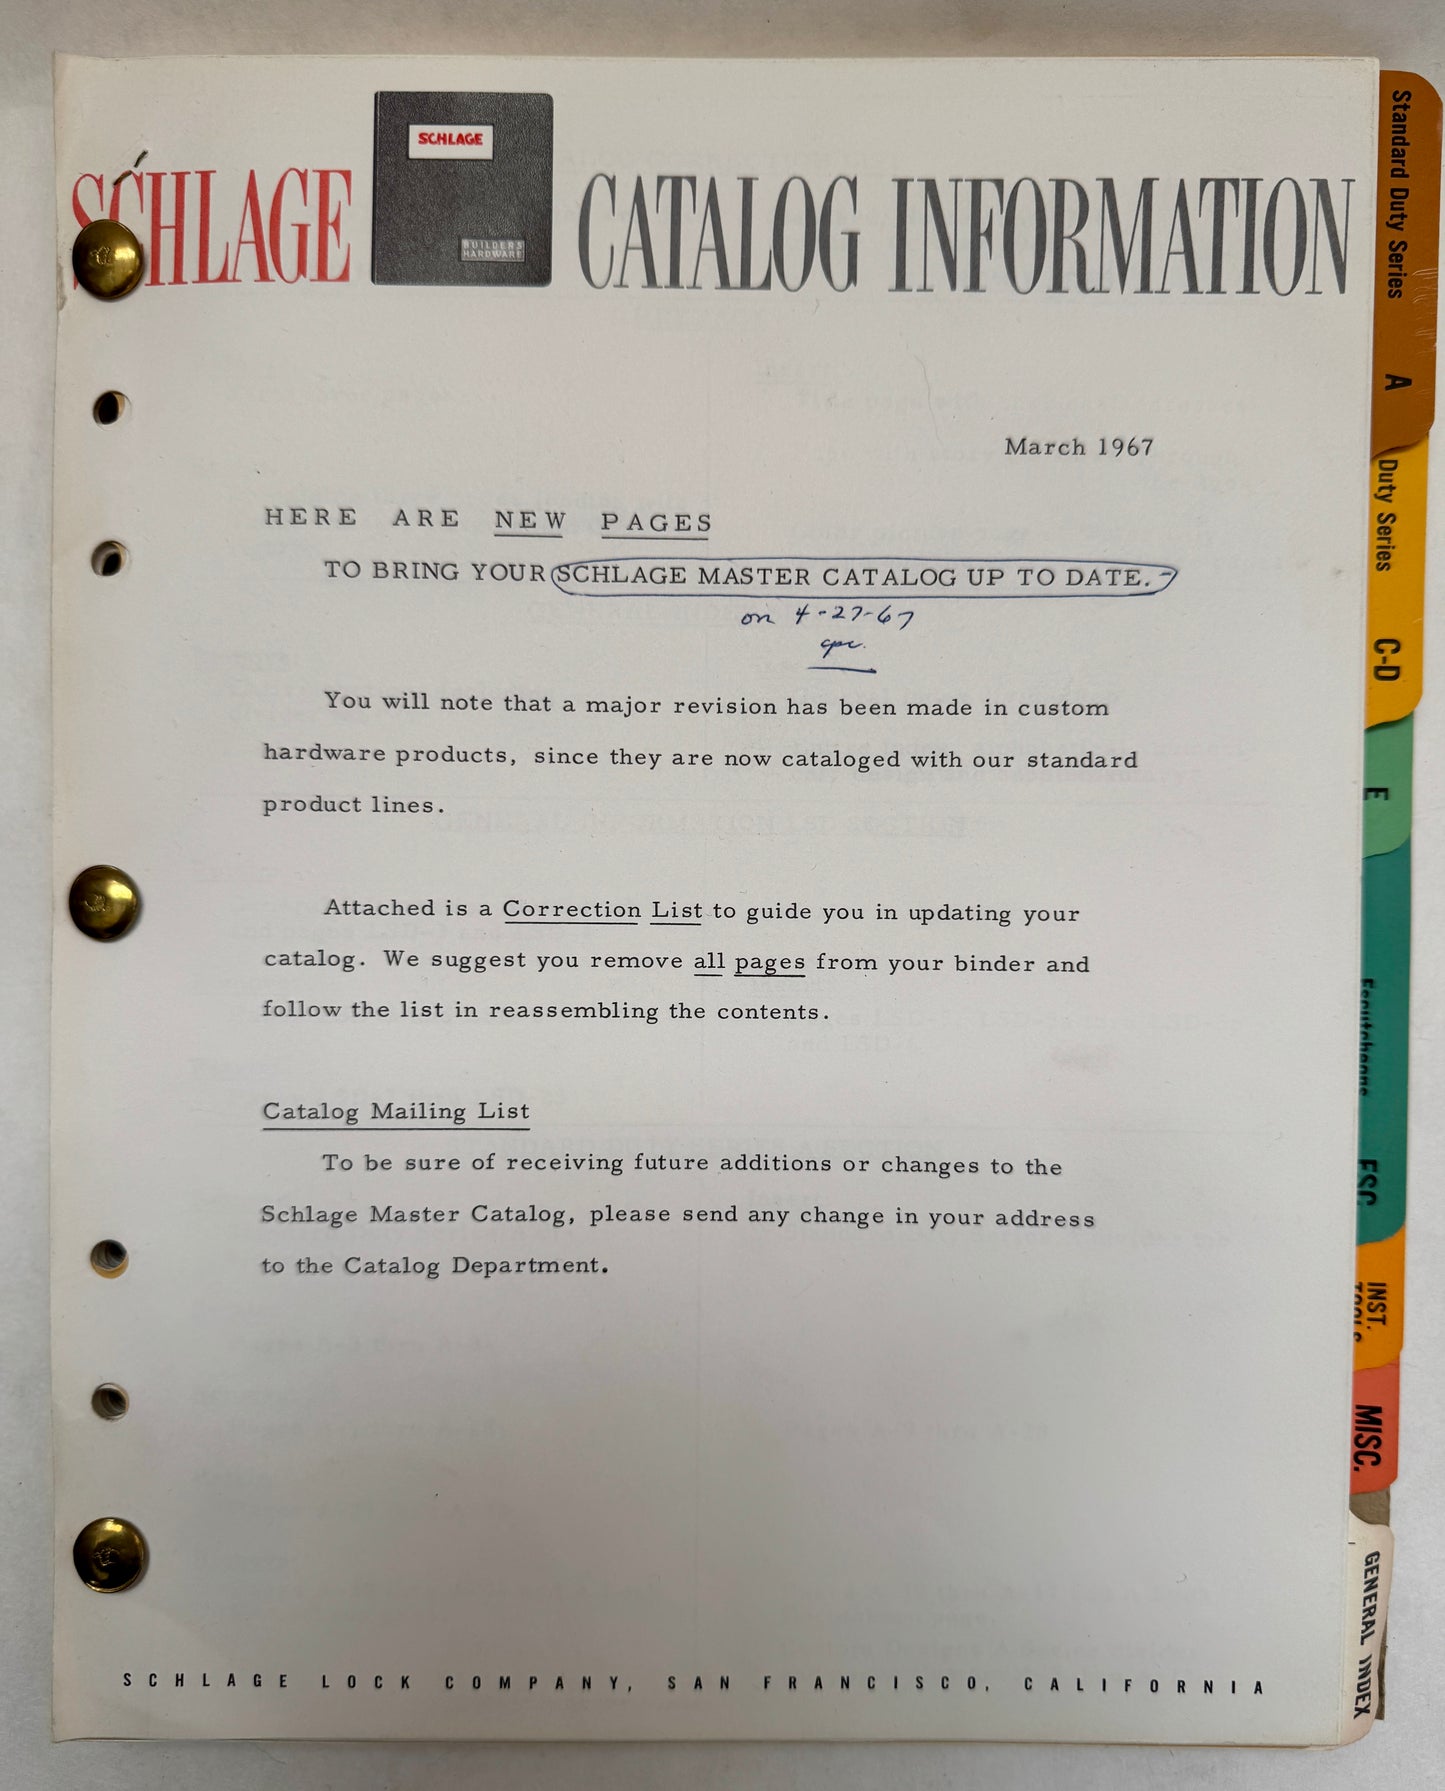 SCHLAGE
BUILDERS
HARDWARE
SCHLAGE CATALOG INFORMATION
March 1967
HERE ARE NEW PAGES
TO BRING YOUR SCHLAGE MASTER CATALOG UP TO DATE.
on 4-27-67
You will note that a major revision has been made in custom
hardware products, since they are now cataloged with our standard
product lines.
Attached is a Correction List to guide you in updating your
catalog. We suggest you remove all pages from your binder and
follow the list in reassembling the contents.
Catalog Mailing List
To be sure of receiving future additions or changes to the
Schlage Master Catalog, please send any change in your address
to the Catalog Department.
SCHLAGE LOCK COMPANY, SAN FRANCISCO, CALIFORNIA
Standard Duty Series
A
Duty Series
C-D
E
Escutcheons
ESC
INST.
TOOLS
MISC.
GENERAL INDEX